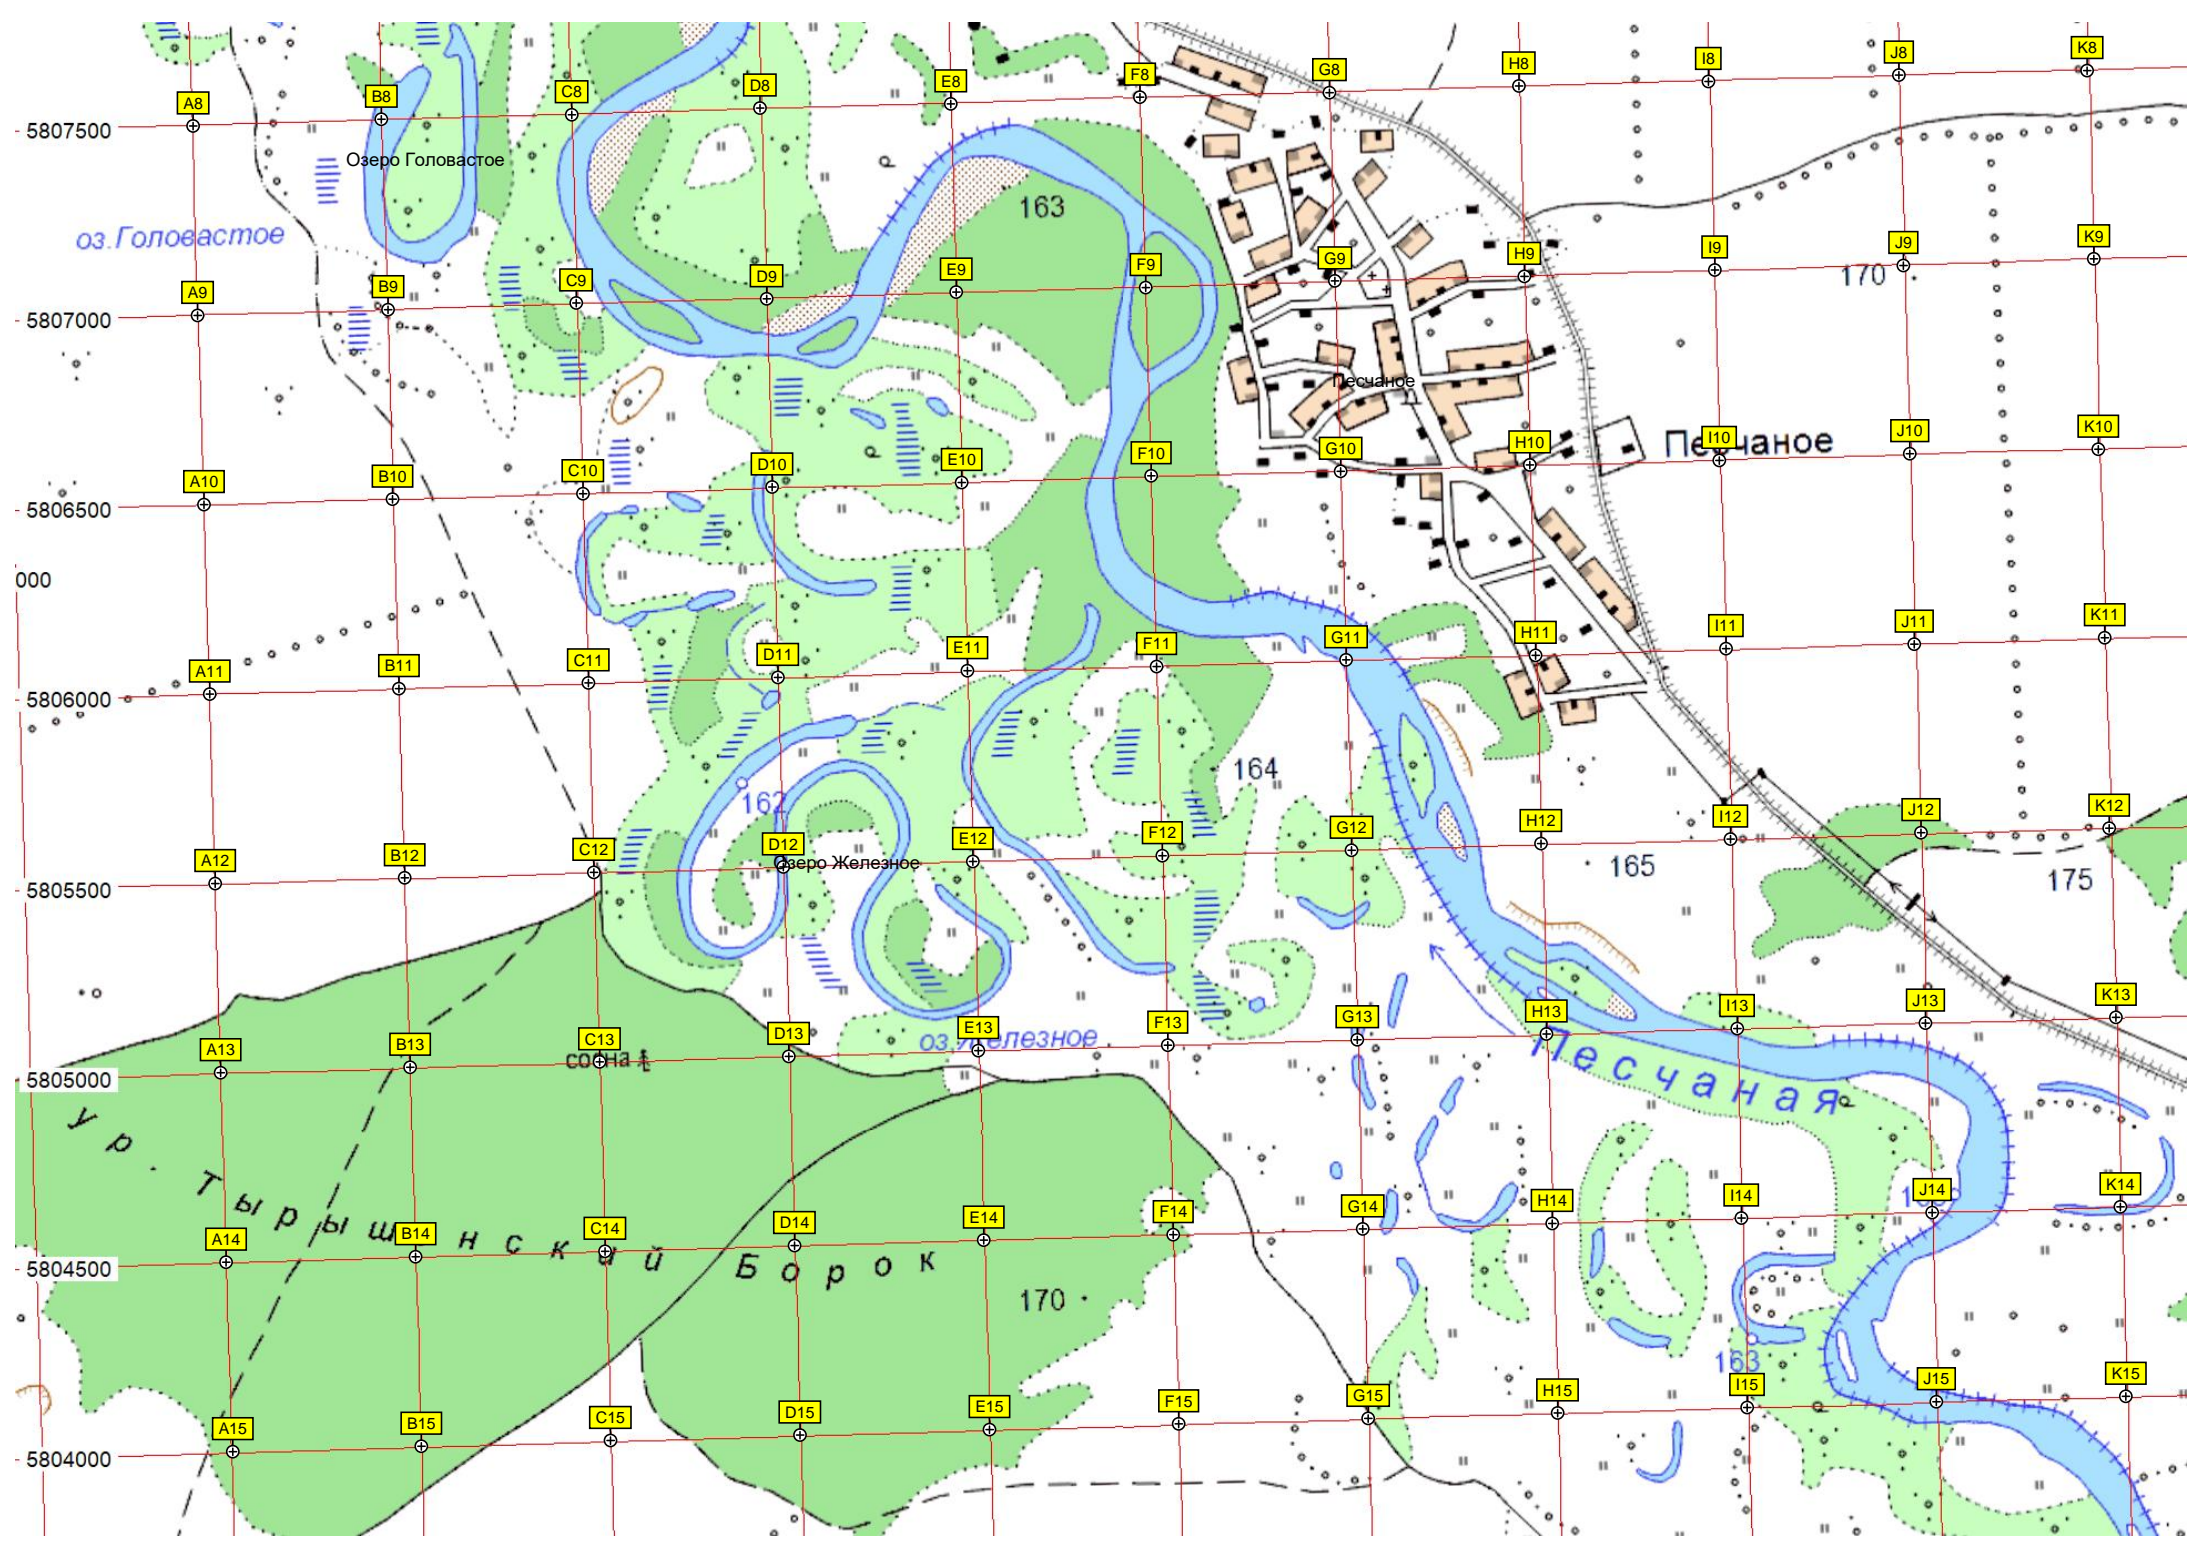 A8 B8 C8 D8 E8 F8 G8 H8 I8 J8 K8
5807500
Озеро Головастое
163
оз.Головастое
A9 B9 C9 D9 E9 F9 G9 H9 I9 J9 K9
170
5807000
Песчаное
Песчаное
A10 B10 C10 D10 E10 F10 G10 H10 I10 J10 K10
5806500
000
A11 B11 C11 D11 E11 F11 G11 H11 I11 J11 K11
5806000
164
162
A12 B12 C12 D12 E12 F12 G12 H12 I12 J12 K12
Озеро Железное
165
175
5805500
A13 B13 C13 D13 E13 F13 G13 H13 I13 J13 K13
оз.Железное
сосна
Песчаная
5805000
ур. Тырышнский Борок
A14 B14 C14 D14 E14 F14 G14 H14 I14 J14 K14
5804500
170
163
A15 B15 C15 D15 E15 F15 G15 H15 I15 J15 K15
5804000